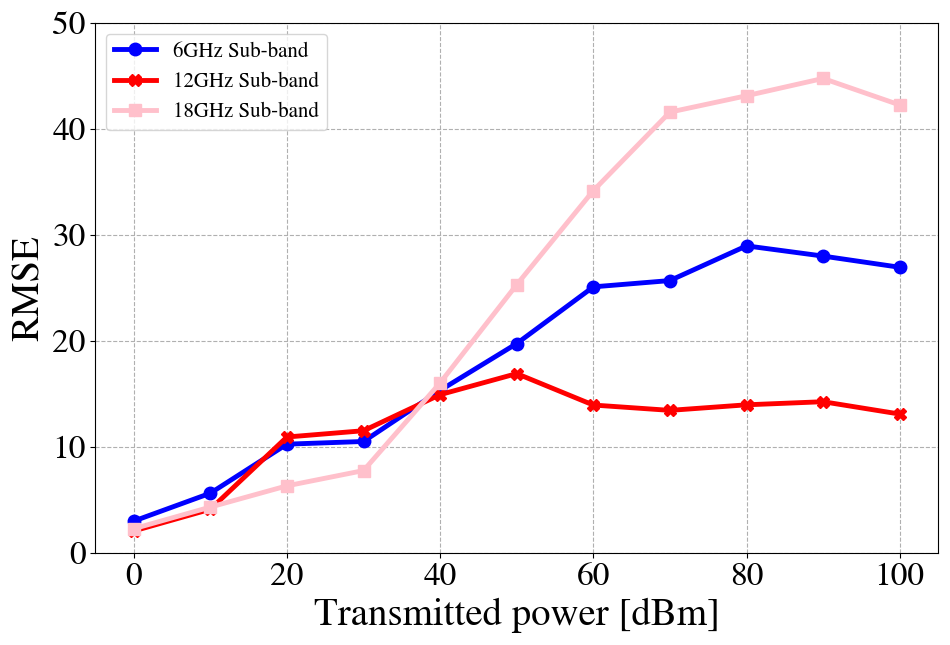 50
40
30
20
10
0
RMSE
6GHz Sub-band
12GHz Sub-band
18GHz Sub-band
0 20 40 60 80 100
Transmitted power [dBm]